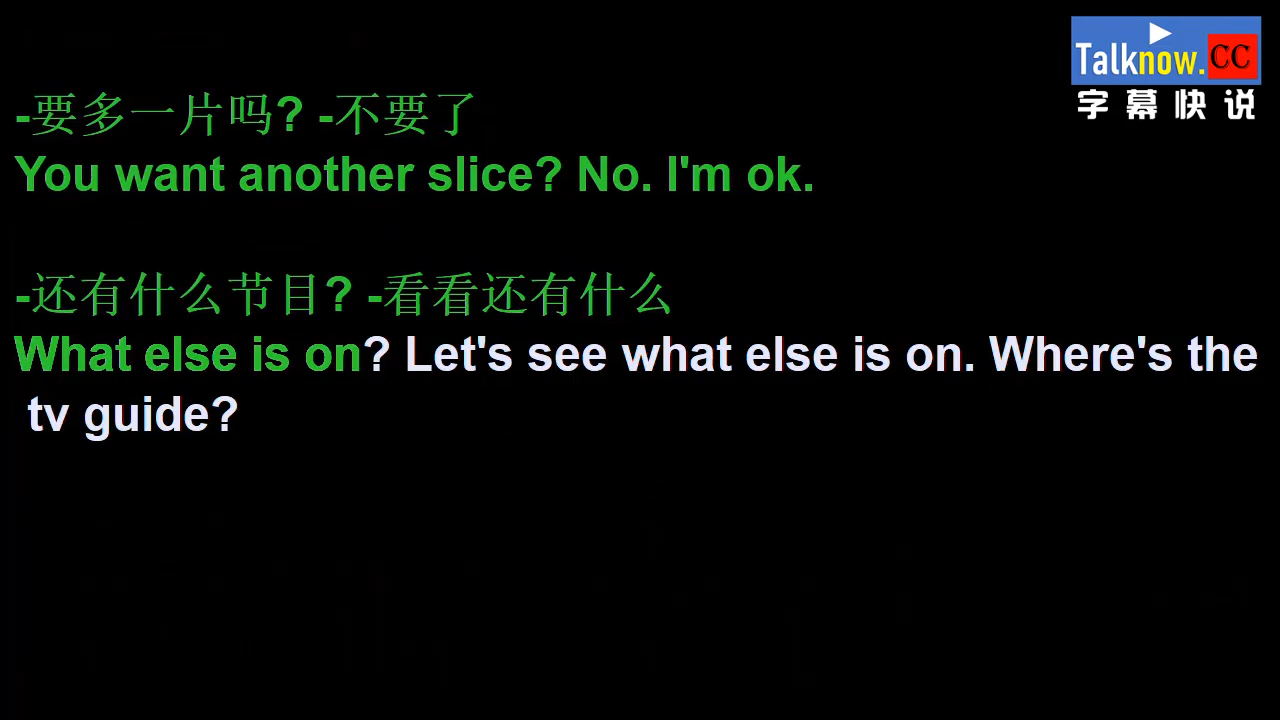 Talknow.CC
字幕快说
-要多一片吗? -不要了
You want another slice? No. I'm ok.
-还有什么节目? -看看还有什么
What else is on? Let's see what else is on. Where's the
tv guide?